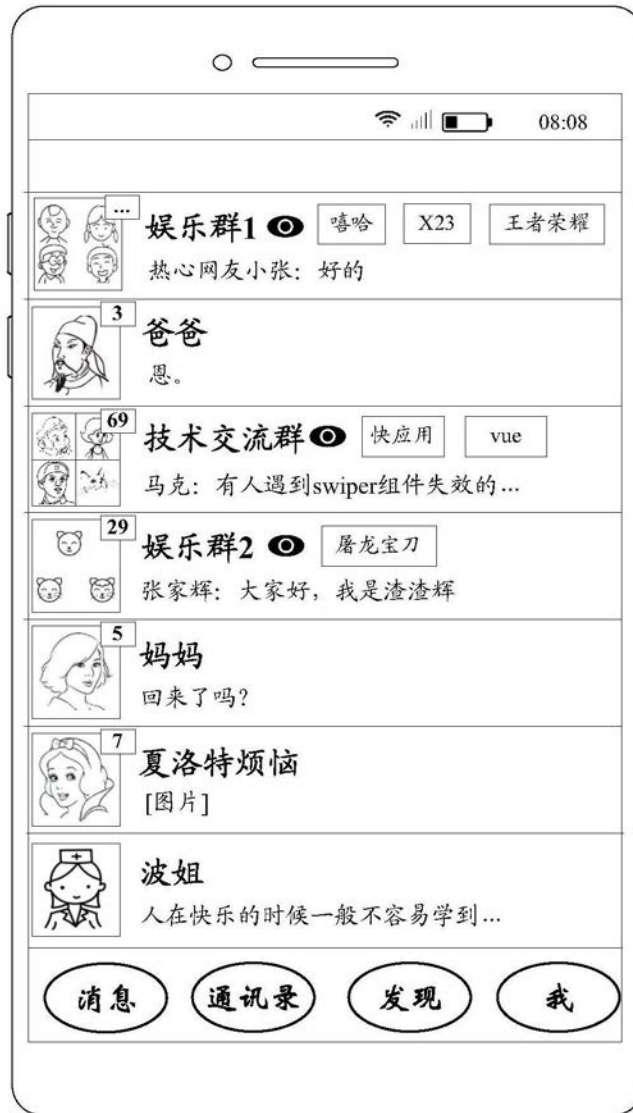 08:08
...
娱乐群1 嘻哈 X23 王者荣耀
热心网友小张：好的
3
爸爸
恩。
69
技术交流群 快应用 vue
马克：有人遇到swiper组件失效的...
29
娱乐群2 屠龙宝刀
张家辉：大家好，我是渣渣辉
5
妈妈
回来了吗？
7
夏洛特烦恼
[图片]
波姐
人在快乐的时候一般不容易学到...
消息 通讯录 发现 我